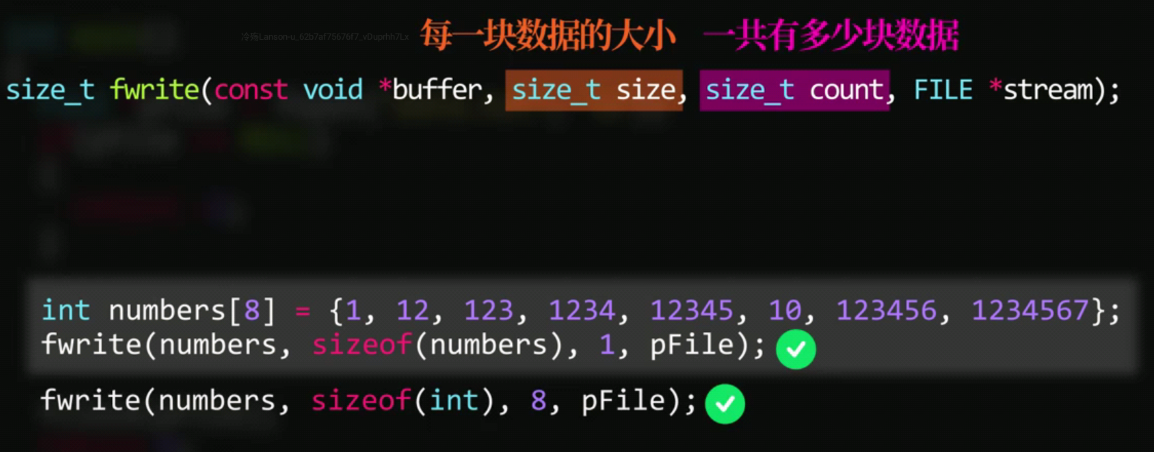 每一块数据的大小 一共有多少块数据
size_t fwrite(const void *buffer, size_t size, size_t count, FILE *stream);
int numbers[8] = {1, 12, 123, 1234, 12345, 10, 123456, 1234567};
fwrite(numbers, sizeof(numbers), 1, pFile);
fwrite(numbers, sizeof(int), 8, pFile);